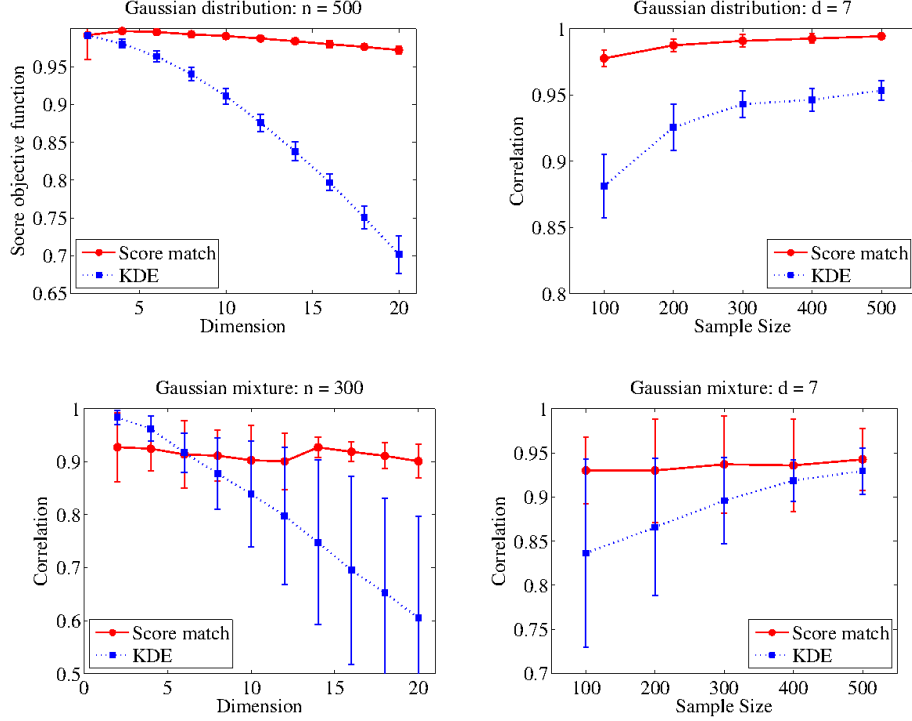 Gaussian distribution: n = 500
Socre objective function
0.95
0.9
0.85
0.8
0.75
0.7
0.65
Score match
KDE
5 10 15 20
Dimension
Gaussian distribution: d = 7
Correlation
1
0.95
0.9
0.85
0.8
Score match
KDE
100 200 300 400 500
Sample Size
Gaussian mixture: n = 300
Correlation
1
0.9
0.8
0.7
0.6
0.5
Score match
KDE
0 5 10 15 20
Dimension
Gaussian mixture: d = 7
Correlation
1
0.95
0.9
0.85
0.8
0.75
0.7
Score match
KDE
100 200 300 400 500
Sample Size